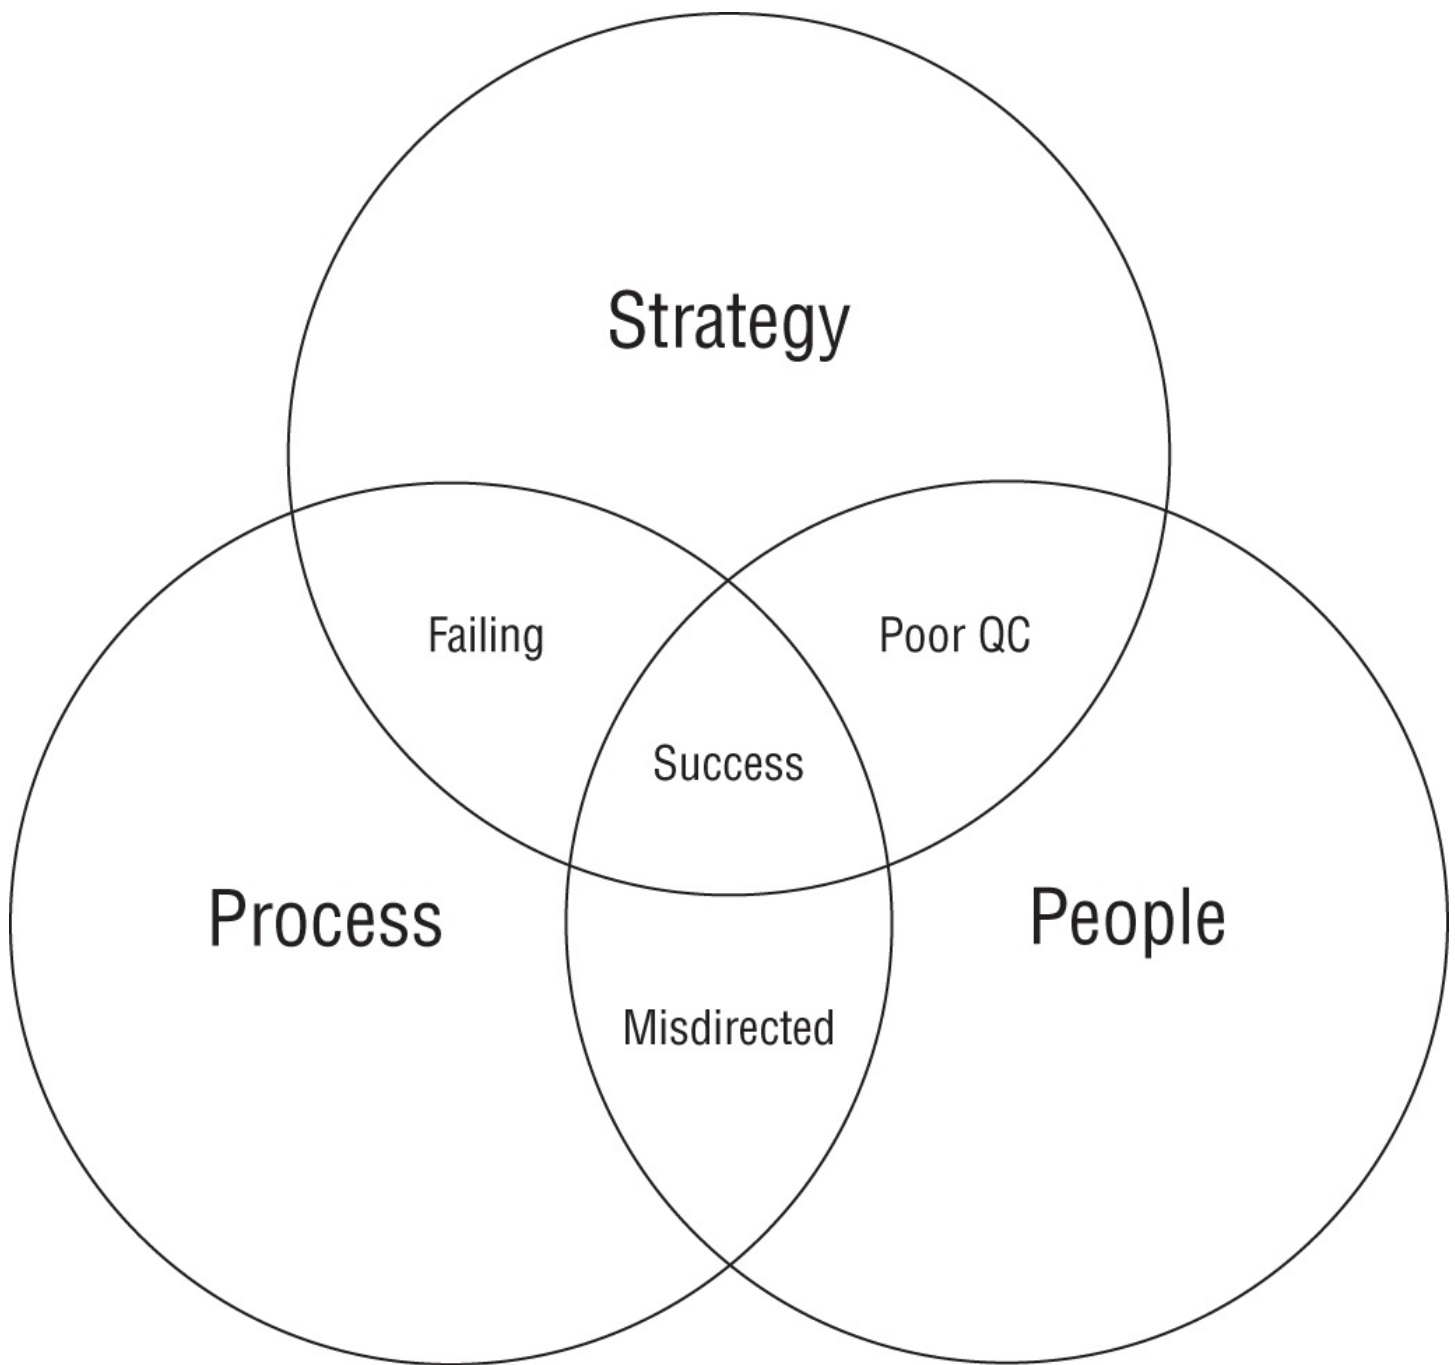 Strategy
Failing
Poor QC
Success
Process
People
Misdirected